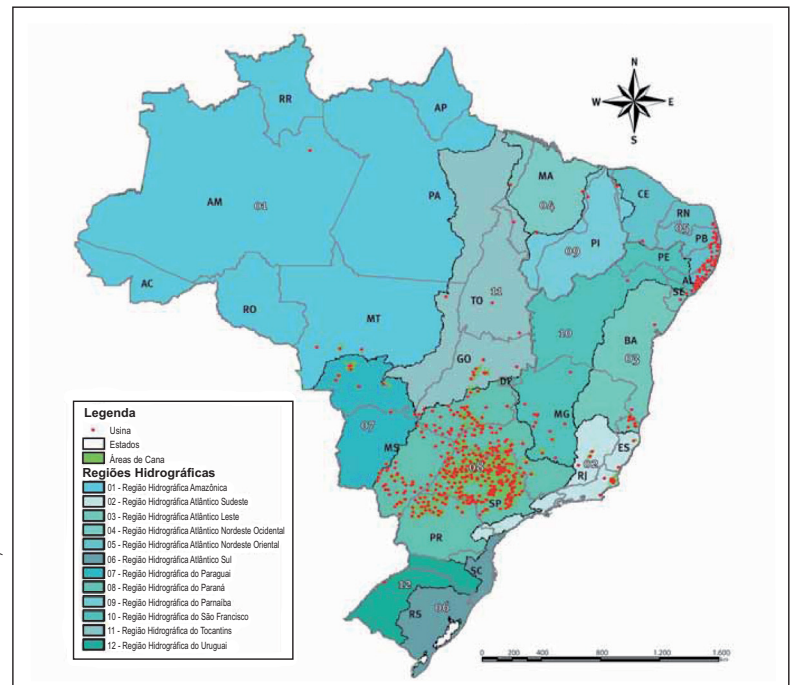 N
W
E
S
RR
AP
AM
01
PA
MA
04
CE
RN
05
PB
PI
09
PE
AL
SE
AC
RO
TO
11
10
MT
BA
03
GO
DF
MG
07
MS
ES
08
02
RJ
SP
PR
SC
12
RS
06
Legenda
Usina
Estados
Áreas de Cana
Regiões Hidrográficas
01 - Região Hidrográfica Amazônica
02 - Região Hidrográfica Atlântico Sudeste
03 - Região Hidrográfica Atlântico Leste
04 - Região Hidrográfica Atlântico Nordeste Ocidental
05 - Região Hidrográfica Atlântico Nordeste Oriental
06 - Região Hidrográfica Atlântico Sul
07 - Região Hidrográfica do Paraguai
08 - Região Hidrográfica do Paraná
09 - Região Hidrográfica do Parnaíba
10 - Região Hidrográfica do São Francisco
11 - Região Hidrográfica do Tocantins
12 - Região Hidrográfica do Uruguai
0 200 400 800 1.200 1.600